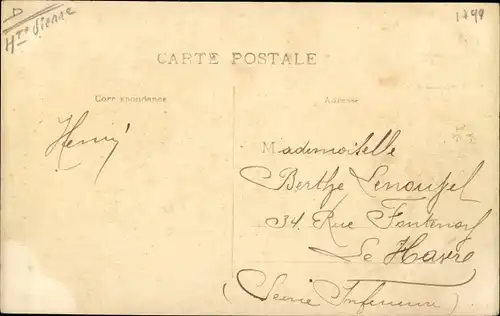 D
Hte Vienne
1799
CARTE POSTALE
Correspondance
Adresse
Henri
Mademoiselle
Berthe
34 Rue
Le Havre
(Seine Inférieure)